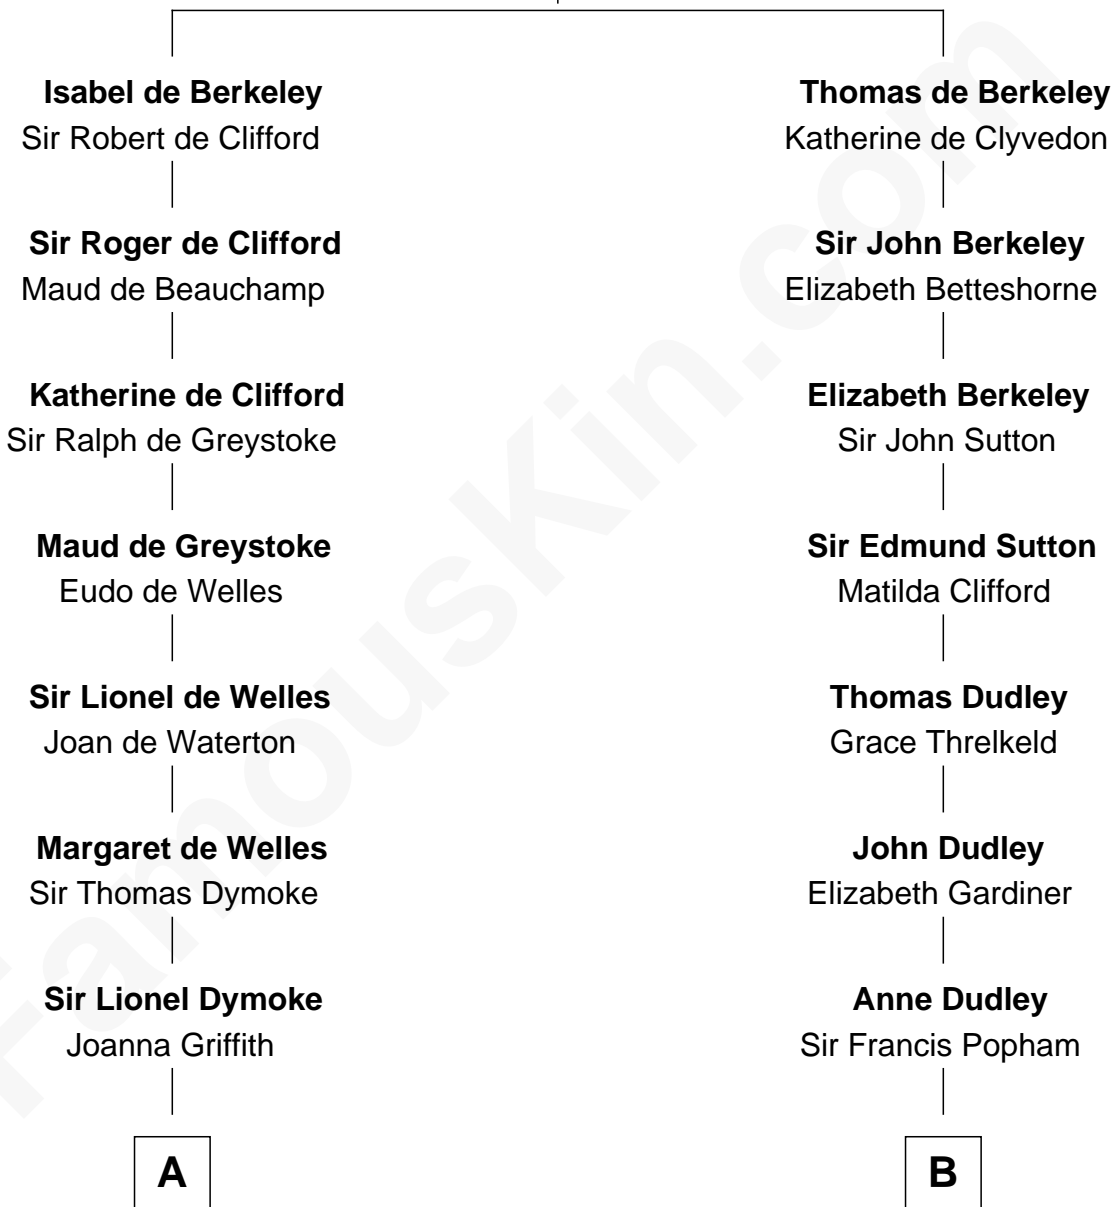 Isabel de Berkeley
Sir Robert de Clifford
Sir Roger de Clifford
Maud de Beauchamp
Katherine de Clifford
Sir Ralph de Greystoke
Maud de Greystoke
Eudo de Welles
Sir Lionel de Welles
Joan de Waterton
Margaret de Welles
Sir Thomas Dymoke
Sir Lionel Dymoke
Joanna Griffith
A
Thomas de Berkeley
Katherine de Clyvedon
Sir John Berkeley
Elizabeth Betteshorne
Elizabeth Berkeley
Sir John Sutton
Sir Edmund Sutton
Matilda Clifford
Thomas Dudley
Grace Threlkeld
John Dudley
Elizabeth Gardiner
Anne Dudley
Sir Francis Popham
B
FamousKin.com